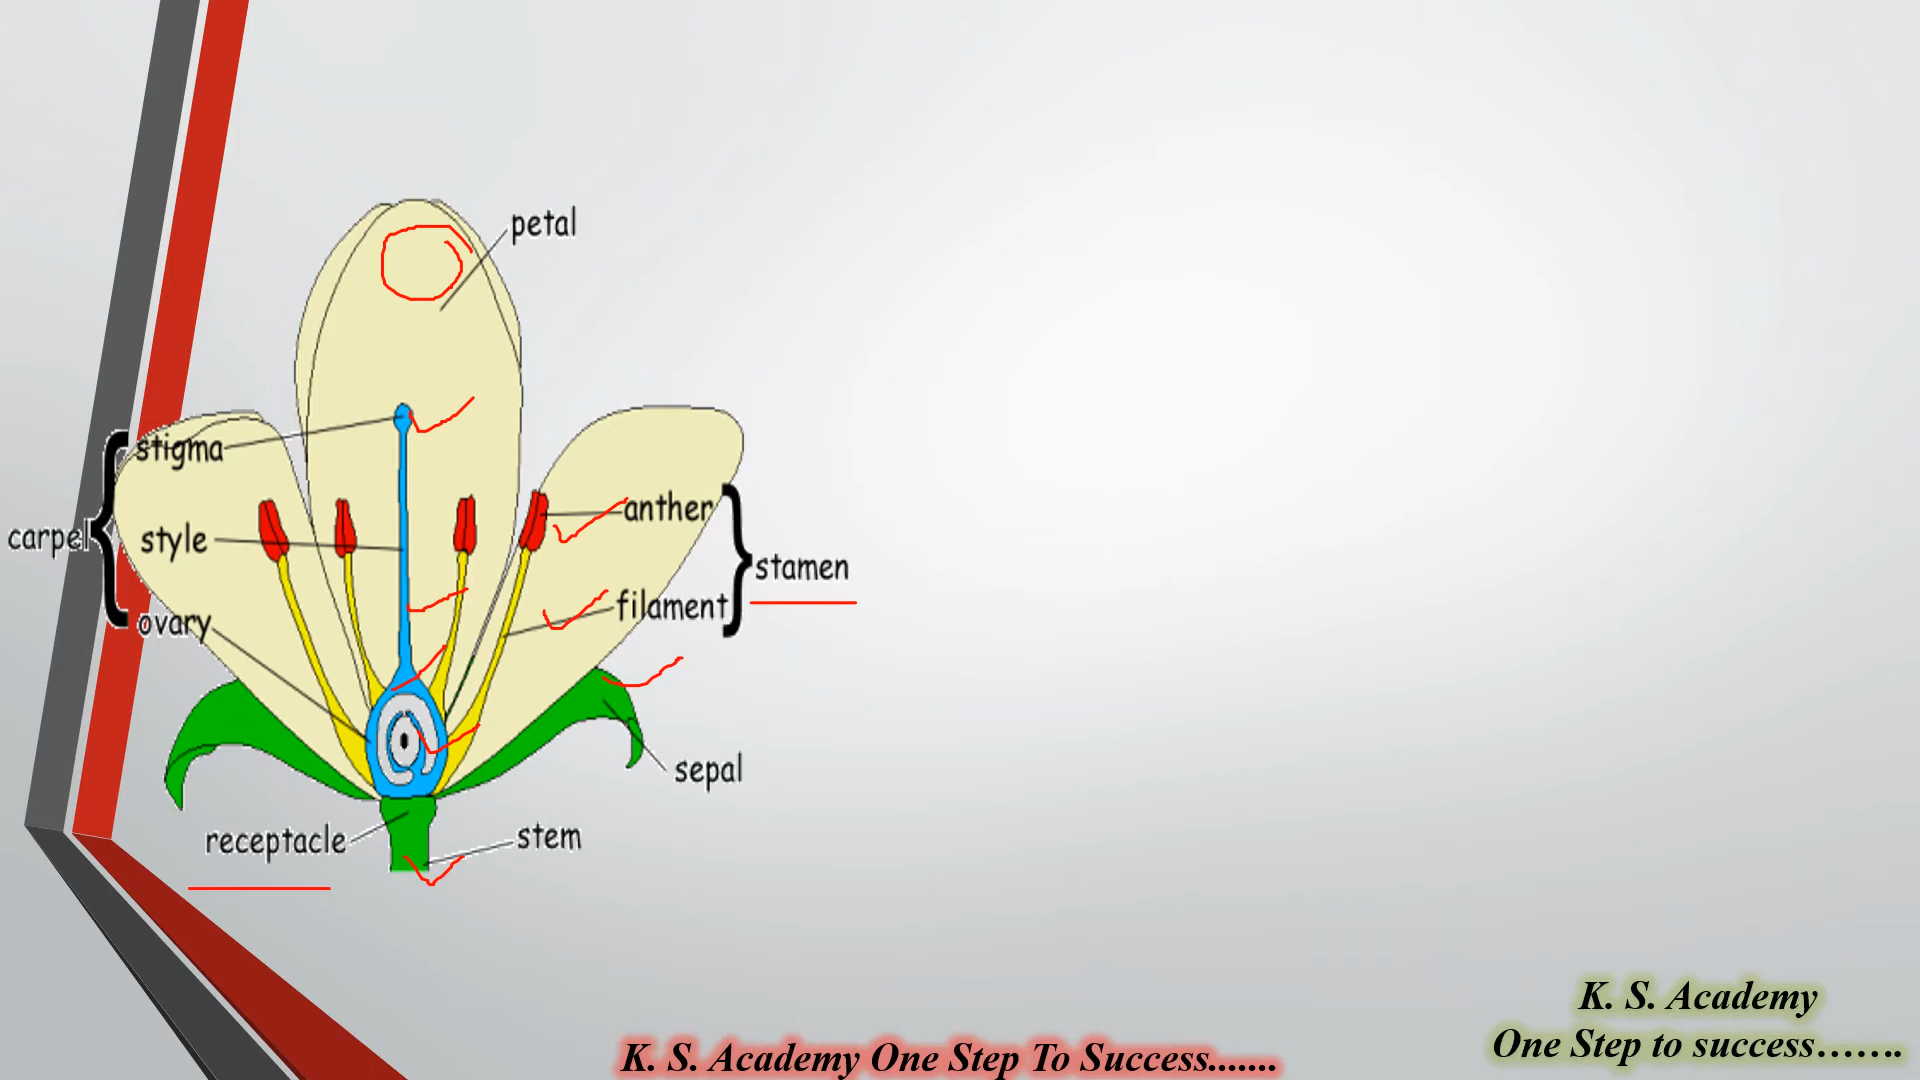 petal
stigma
anther
carpel
style
stamen
filament
ovary
sepal
receptacle
stem
K. S. Academy
One Step to success…….
K. S. Academy One Step To Success.......